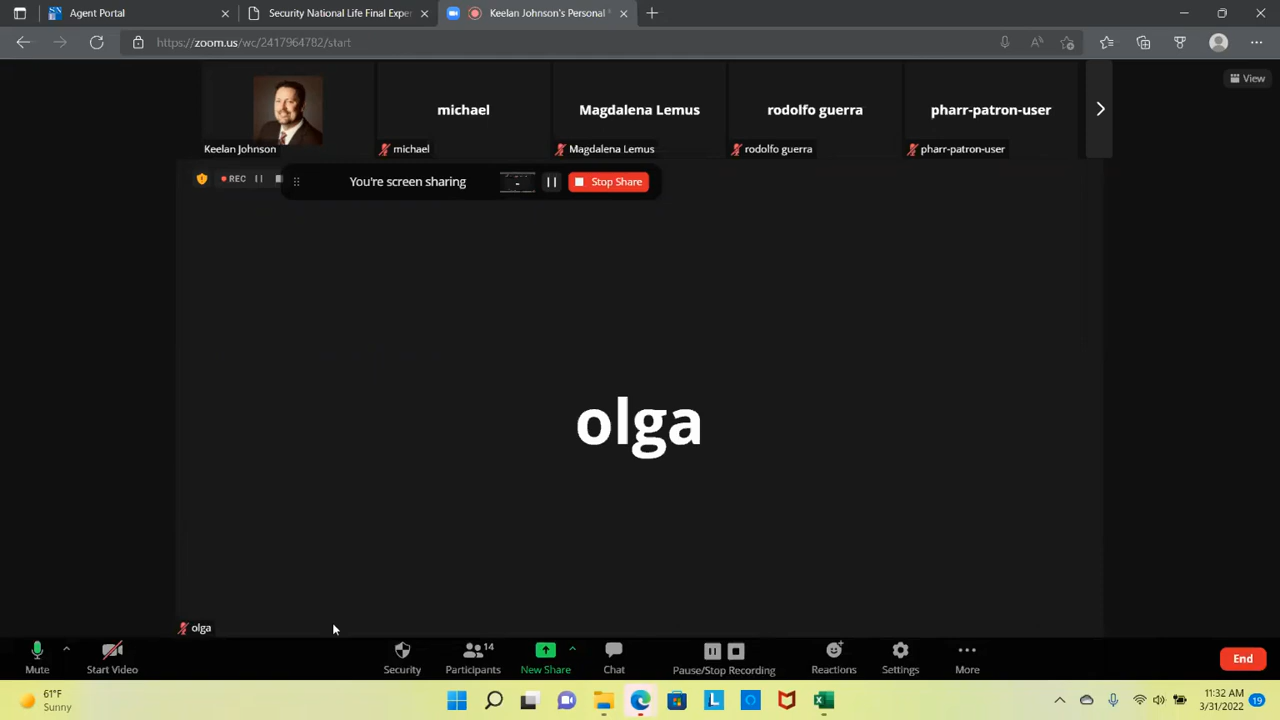 Agent Portal
Security National Life Final Exper
Keelan Johnson's Personal
https://zoom.us/wc/2417964782/start
View
Keelan Johnson
michael
michael
Magdalena Lemus
Magdalena Lemus
rodolfo guerra
rodolfo guerra
pharr-patron-user
pharr-patron-user
REC
You're screen sharing
Stop Share
olga
olga
Mute
Start Video
Security
14
Participants
New Share
Chat
Pause/Stop Recording
Reactions
Settings
More
End
61°F
Sunny
11:32 AM
3/31/2022
19